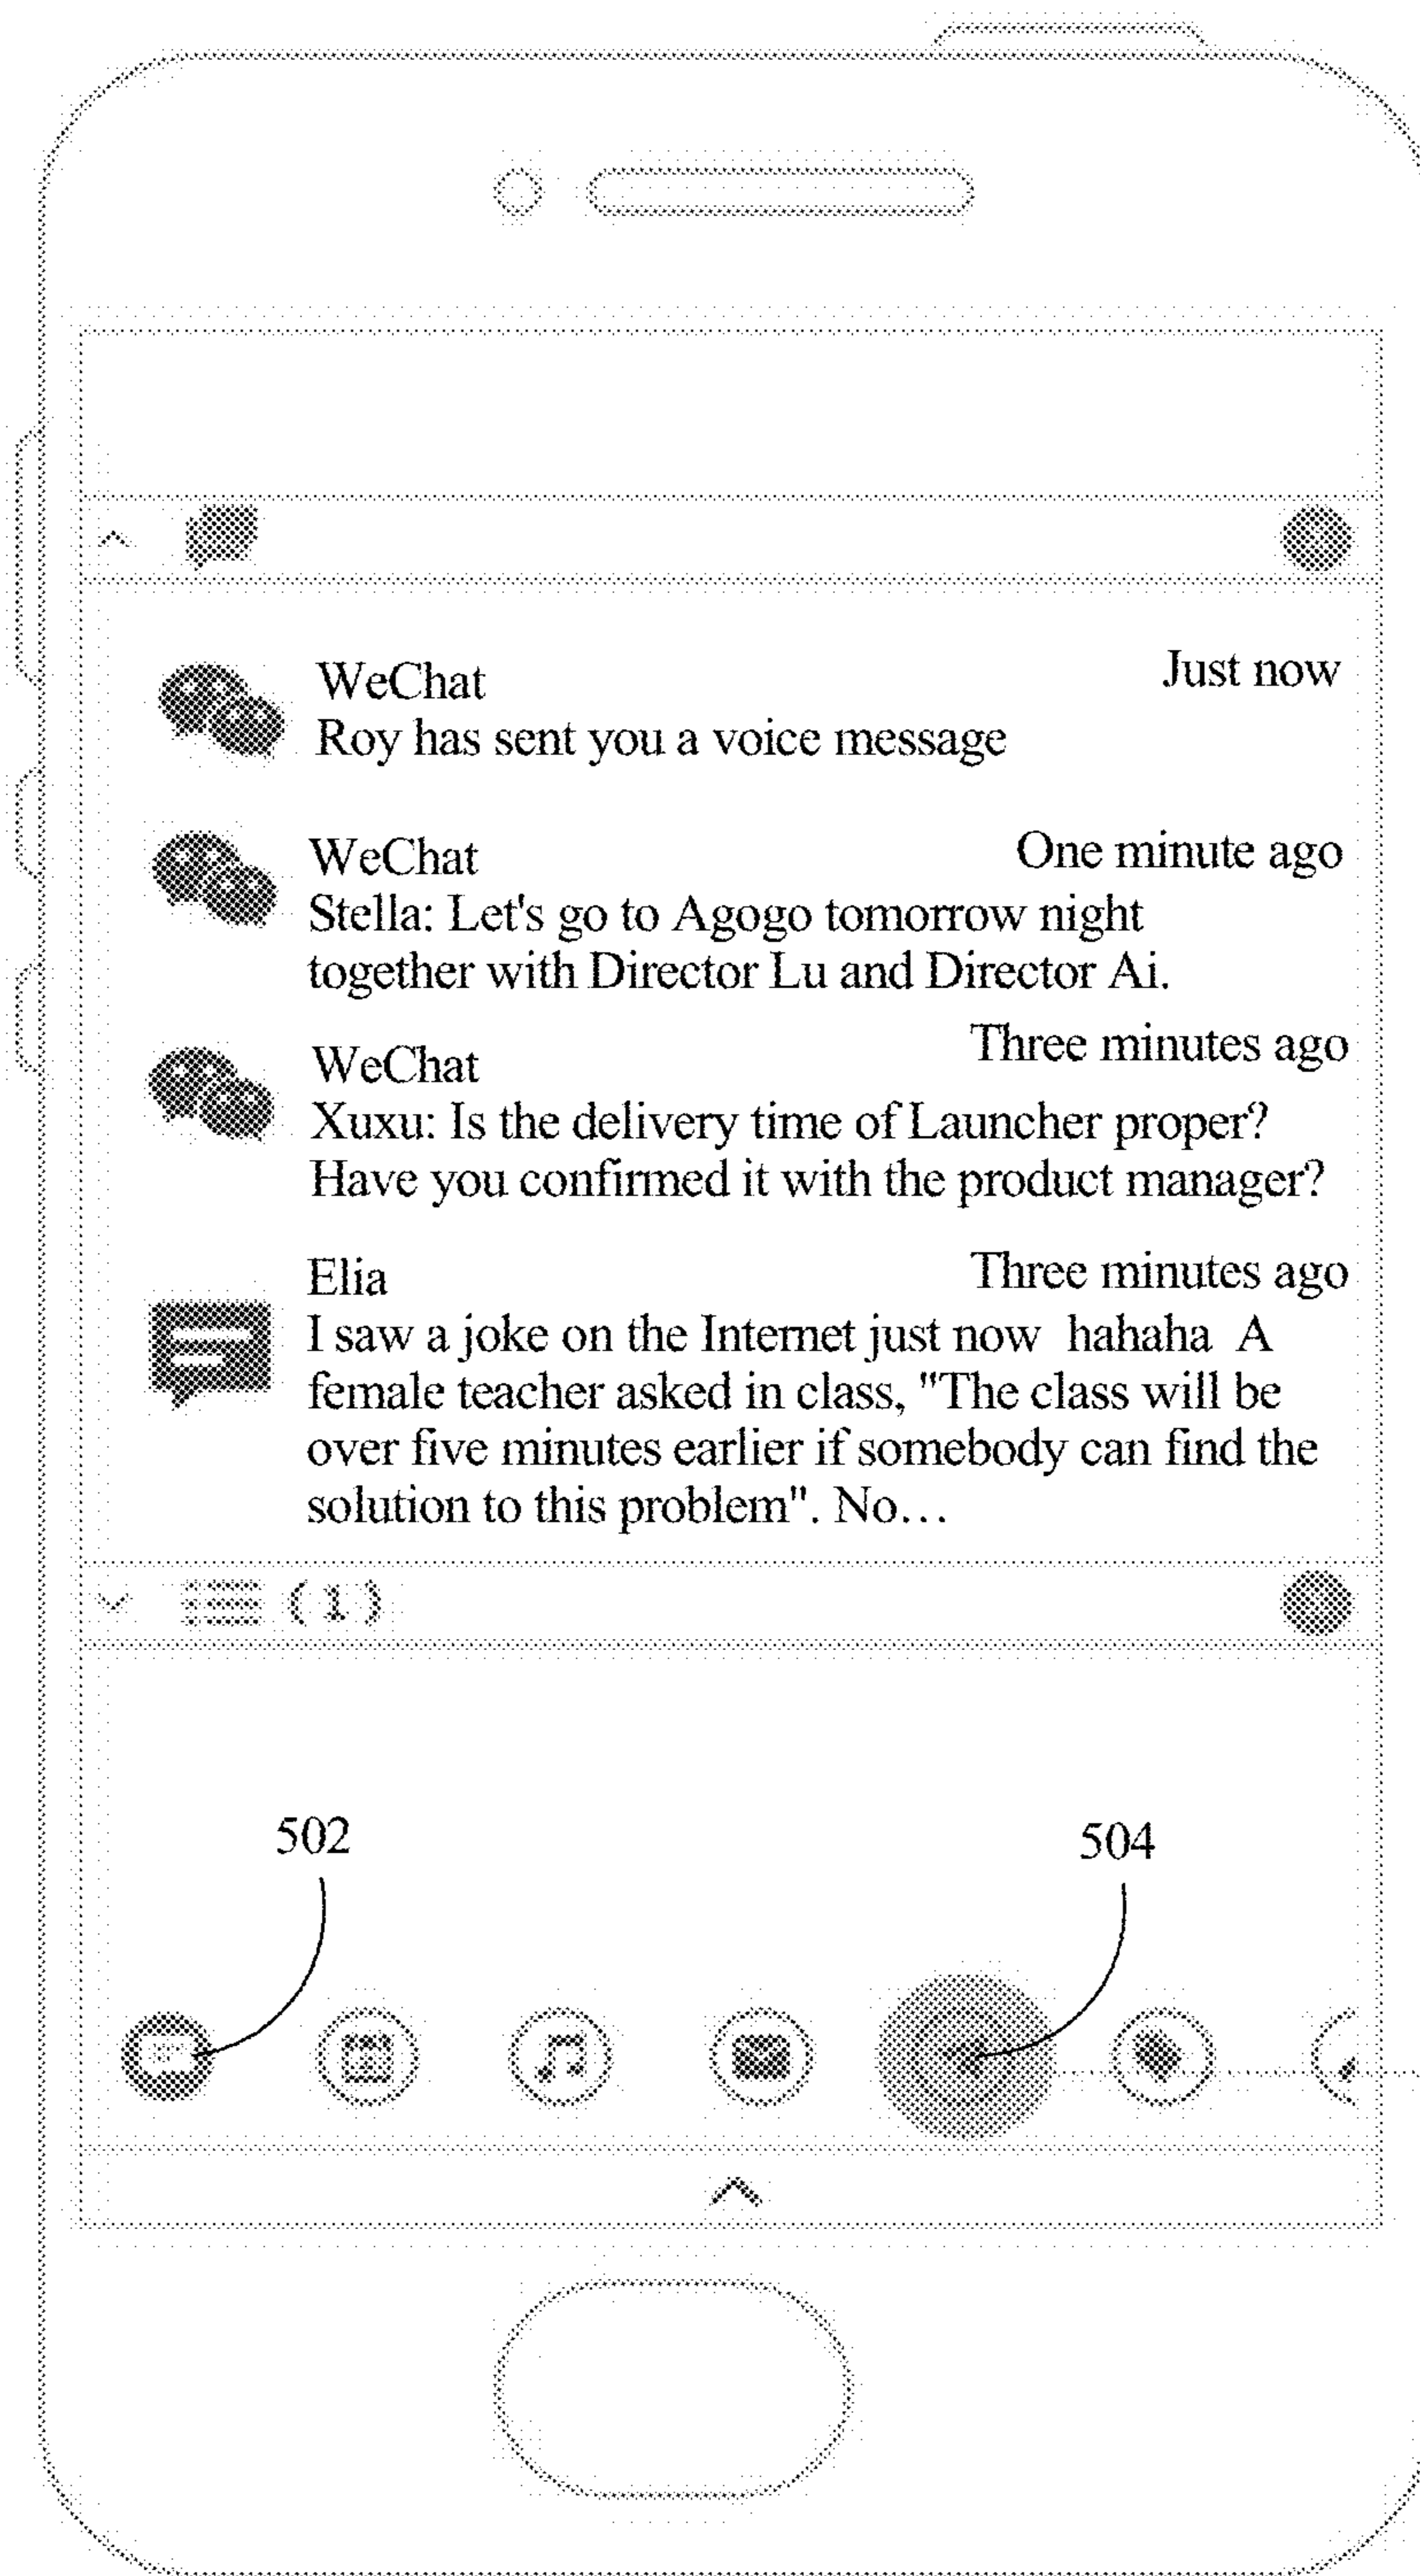 WeChat
Just now
Roy has sent you a voice message
WeChat
One minute ago
Stella: Let's go to Agogo tomorrow night
together with Director Lu and Director Ai.
WeChat
Three minutes ago
Xuxu: Is the delivery time of Launcher proper?
Have you confirmed it with the product manager?
Elia
Three minutes ago
I saw a joke on the Internet just now  hahaha  A
female teacher asked in class, "The class will be
over five minutes earlier if somebody can find the
solution to this problem". No...
(1)
502
504